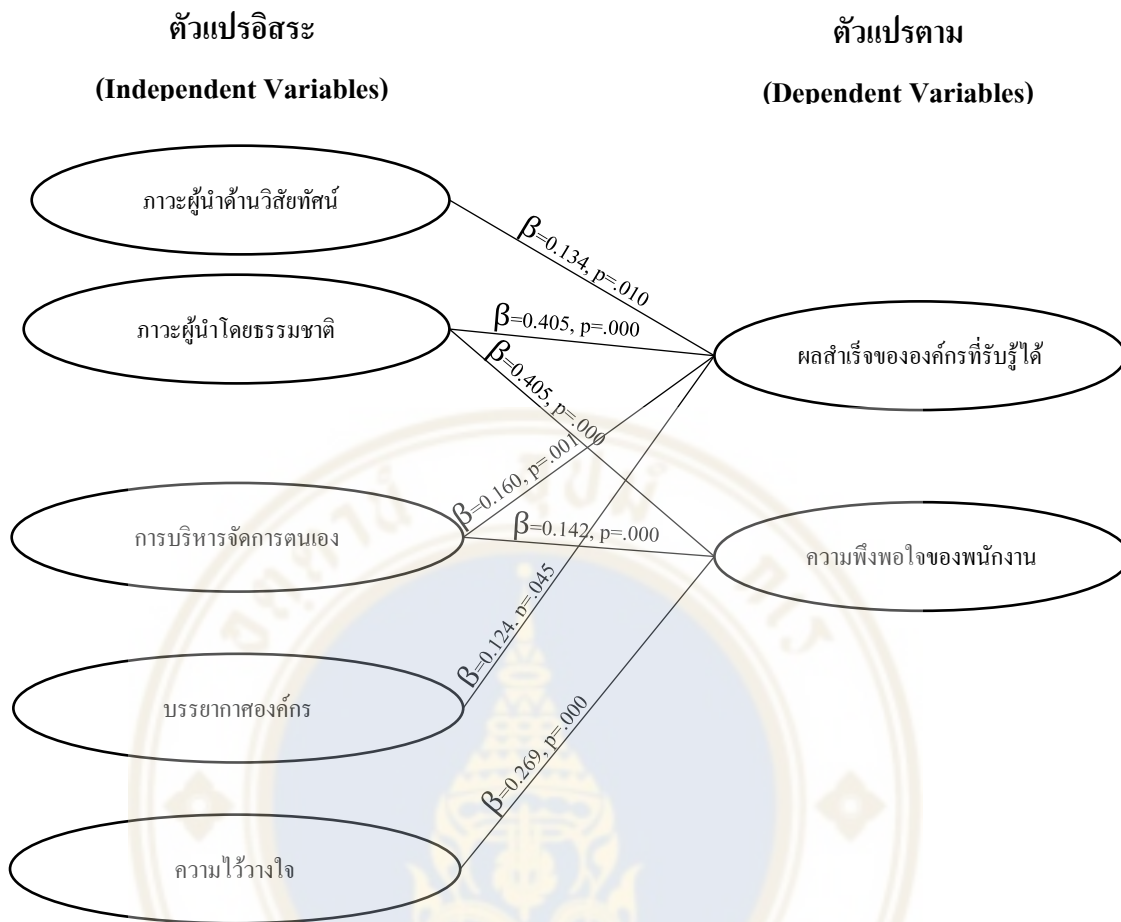 ตัวแปรอิสระ
(Independent Variables)
ตัวแปรตาม
(Dependent Variables)
ภาวะผู้นำด้านวิสัยทัศน์
β=0.134, p=.010
ภาวะผู้นำโดยธรรมชาติ
β=0.405, p=.000
β=0.405, p=.000
ผลสำเร็จขององค์กรที่รับรู้ได้
การบริหารจัดการตนเอง
β=0.160, p=.001
β=0.142, p=.000
ความพึงพอใจของพนักงาน
บรรยากาศองค์กร
β=0.124, p=.045
β=0.269, p=.000
ความไว้วางใจ